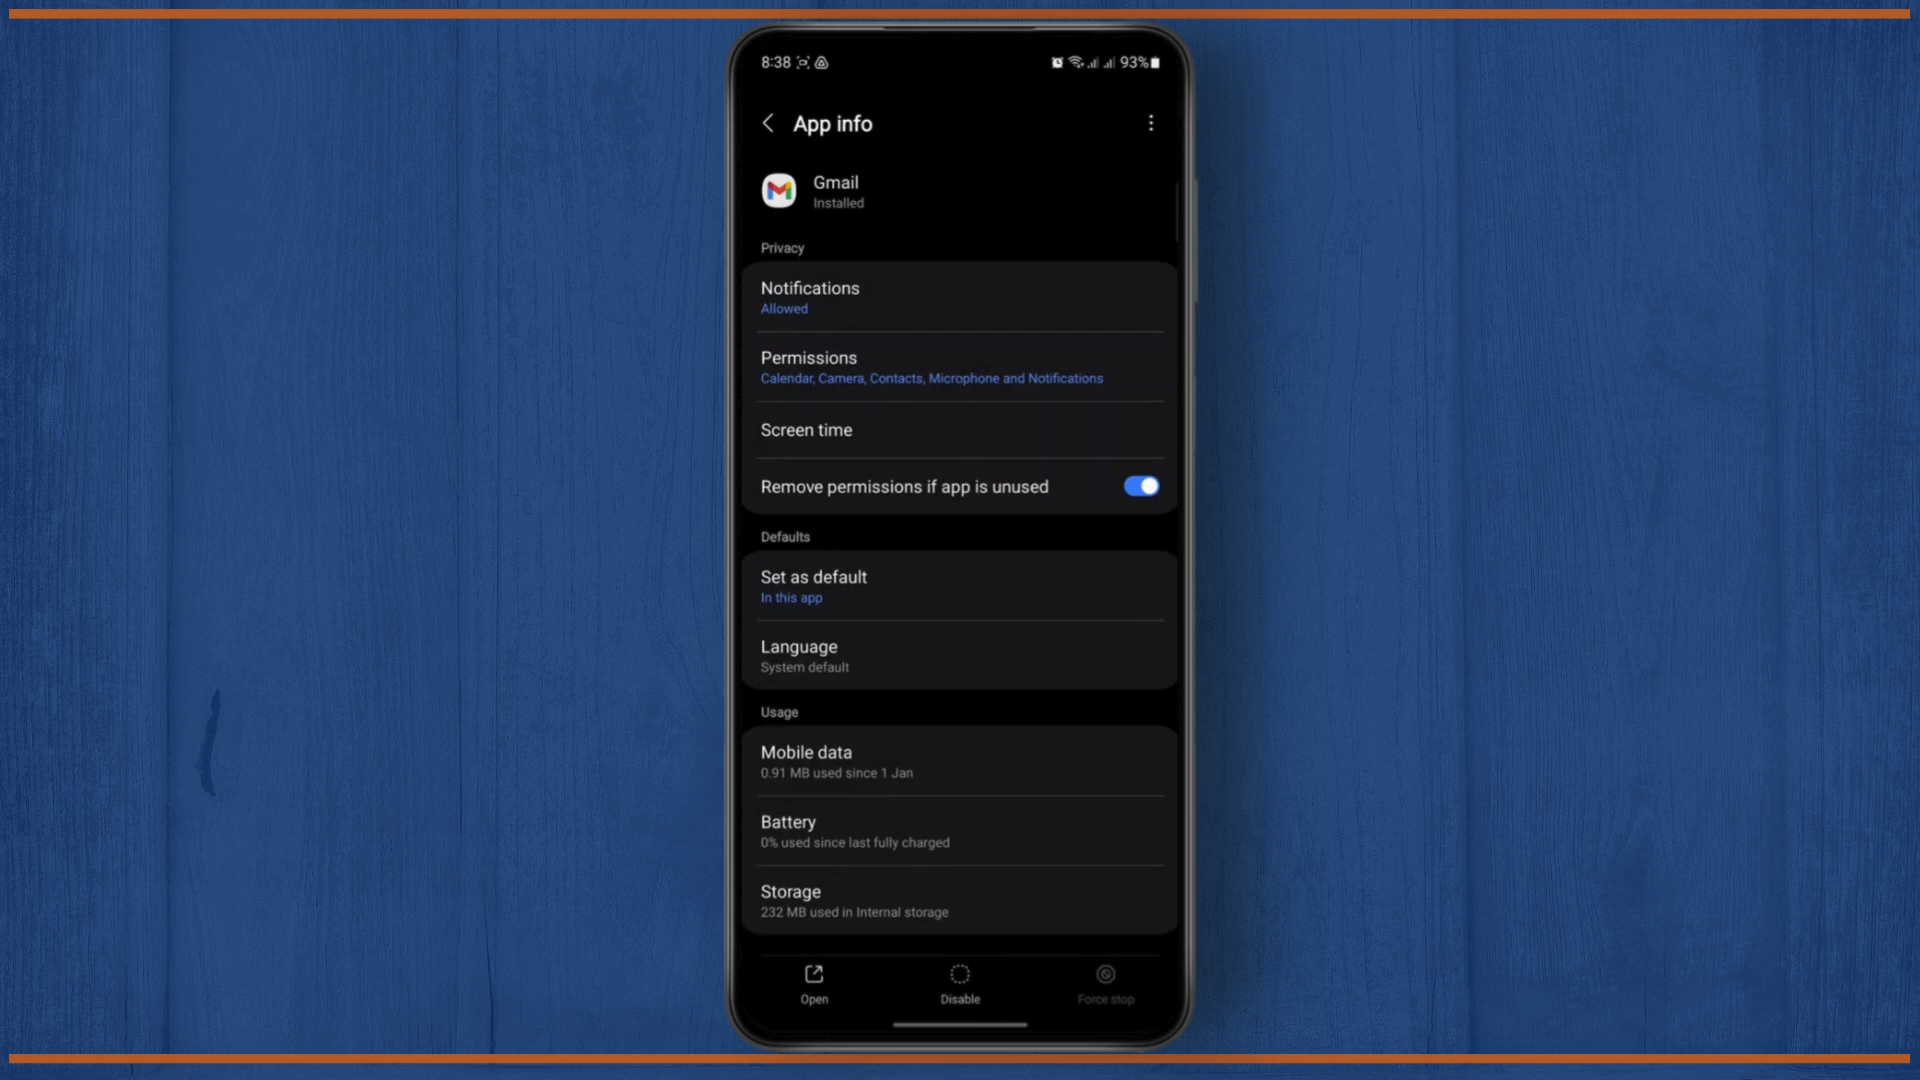 8:38 93%
App info
Gmail
Installed
Privacy
Notifications
Allowed
Permissions
Calendar, Camera, Contacts, Microphone and Notifications
Screen time
Remove permissions if app is unused
Defaults
Set as default
In this app
Language
System default
Usage
Mobile data
0.91 MB used since 1 Jan
Battery
0% used since last fully charged
Storage
232 MB used in Internal storage
Open Disable Force stop